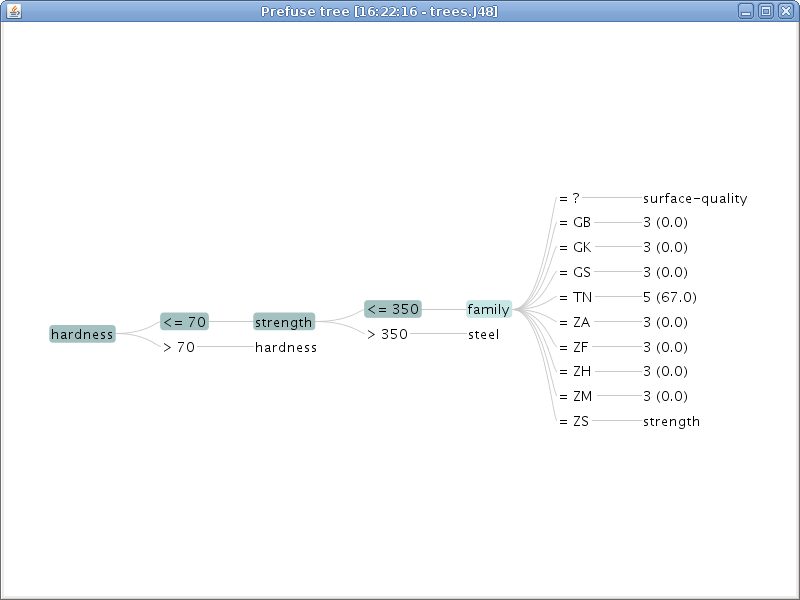 Prefuse tree [16:22:16 - trees.J48]
= ? surface-quality
= GB 3 (0.0)
= GK 3 (0.0)
= GS 3 (0.0)
= TN 5 (67.0)
<= 350 family
<= 70 strength
= ZA 3 (0.0)
hardness
> 350 steel
> 70 hardness
= ZF 3 (0.0)
= ZH 3 (0.0)
= ZM 3 (0.0)
= ZS strength